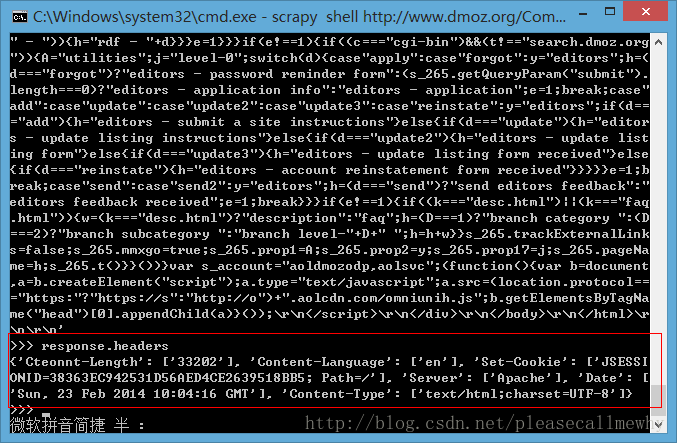 C:\Windows\system32\cmd.exe - scrapy  shell http://www.dmoz.org/Com...
" - ")){h="rdf - "+d}}}e=1}}}if(e!==1){if((c==="cgi-bin")&&(t!=="search.dmoz.org
")){A="utilities";j="level-0";switch(d){case"apply":case"forgot":y="editors";h=(
d==="forgot")?"editors - password reminder form":(s_265.getQueryParam("submit").
length===0)?"editors - application info":"editors - application";e=1;break;case"
add":case"update":case"update2":case"update3":case"reinstate":y="editors";if(d==
="add"){h="editors - submit a site instructions"}else{if(d==="update"){h="editor
s - update listing instructions"}else{if(d==="update2"){h="editors - update list
ing form"}else{if(d==="update3"){h="editors - update listing form received"}else
{if(d==="reinstate"){h="editors - account reinstatement form received"}}}}}e=1;b
reak;case"send":case"send2":y="editors";h=(d==="send")?"send editors feedback":"
editors feedback received";e=1;break}}}if(e!==1){if((k==="desc.html")||(k==="faq
.html")){w=(k==="desc.html")?"description":"faq";h=(D===1)?"branch category ":(D
===2)?"branch subcategory ":"branch level-"+D+" ";h=h+w}}s_265.trackExternalLink
s=false;s_265.mmxgo=true;s_265.prop1=A;s_265.prop2=y;s_265.prop17=j;s_265.pageNa
me=h;s_265.t()}}()}}var s_account="aoldmozodp,aolsvc";(function(){var b=document
,a=b.createElement("script");a.type="text/javascript";a.src=(location.protocol==
="https:"?"https://s":"http://o")+".aolcdn.com/omniunih.js";b.getElementsByTagNa
me("head")[0].appendChild(a)}());\r\n</script>\r\n</div>\r\n</body>\r\n</html>\r
\n\r\n'
>>> response.headers
{'Cteonnt-Length': ['33202'], 'Content-Language': ['en'], 'Set-Cookie': ['JSESSI
ONID=38363EC942531D56AED4CE2639518BB5; Path=/'], 'Server': ['Apache'], 'Date': [
'Sun, 23 Feb 2014 10:04:16 GMT'], 'Content-Type': ['text/html;charset=UTF-8']}
>>>
微软拼音简捷 半 :
http://blog.csdn.net/pleasecallmewh